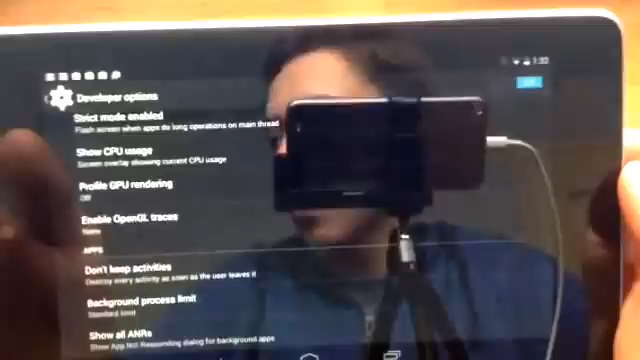 1:32
Developer options
ON
Strict mode enabled
Flash screen when apps do long operations on main thread
Show CPU usage
Screen overlay showing current CPU usage
Profile GPU rendering
Off
Enable OpenGL traces
None
APPS
Don't keep activities
Destroy every activity as soon as the user leaves it
Background process limit
Standard limit
Show all ANRs
Show App Not Responding dialog for background apps